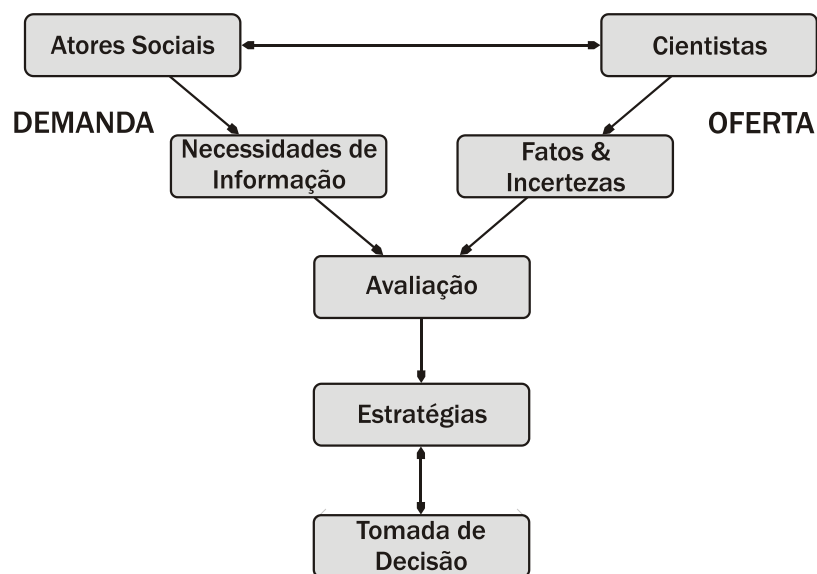 Atores Sociais
Cientistas
DEMANDA
OFERTA
Necessidades de
Informação
Fatos &
Incertezas
Avaliação
Estratégias
Tomada de
Decisão